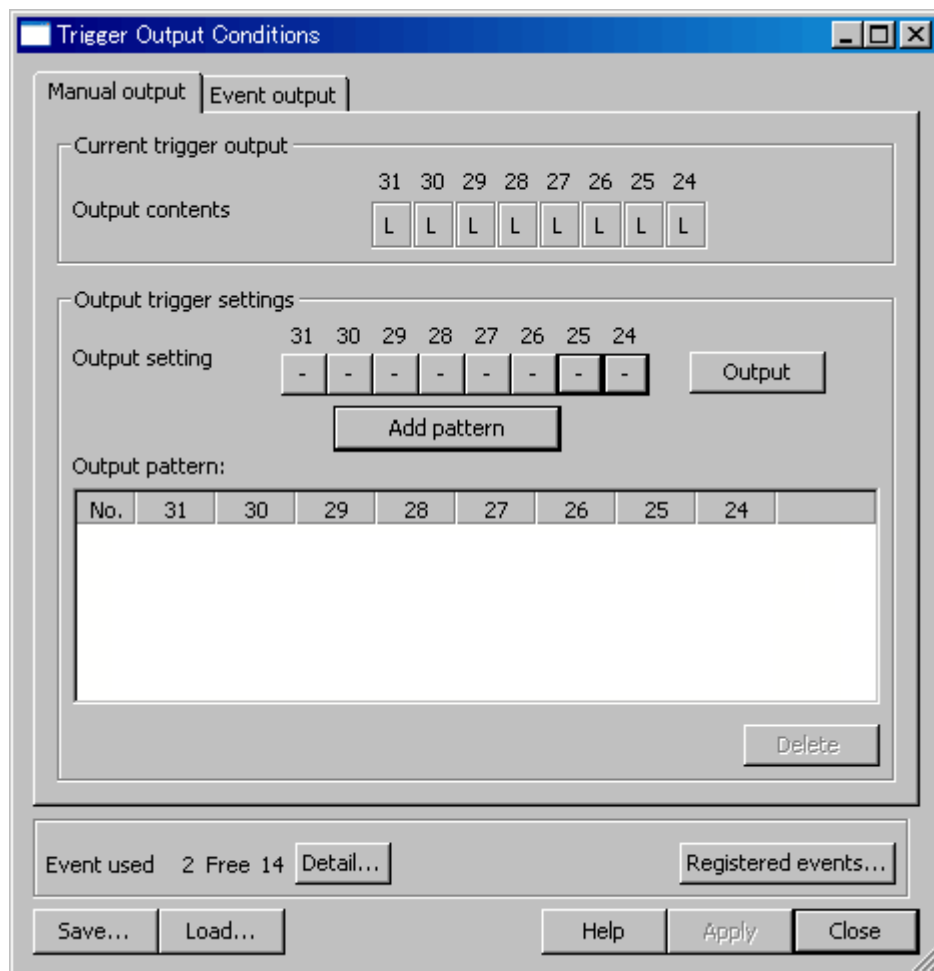 Trigger Output Conditions
Manual output Event output
Current trigger output
31 30 29 28 27 26 25 24
Output contents L L L L L L L L
Output trigger settings
31 30 29 28 27 26 25 24
Output setting - - - - - - - - Output
Add pattern
Output pattern:
No. 31 30 29 28 27 26 25 24
Delete
Event used 2 Free 14 Detail... Registered events...
Save... Load... Help Apply Close